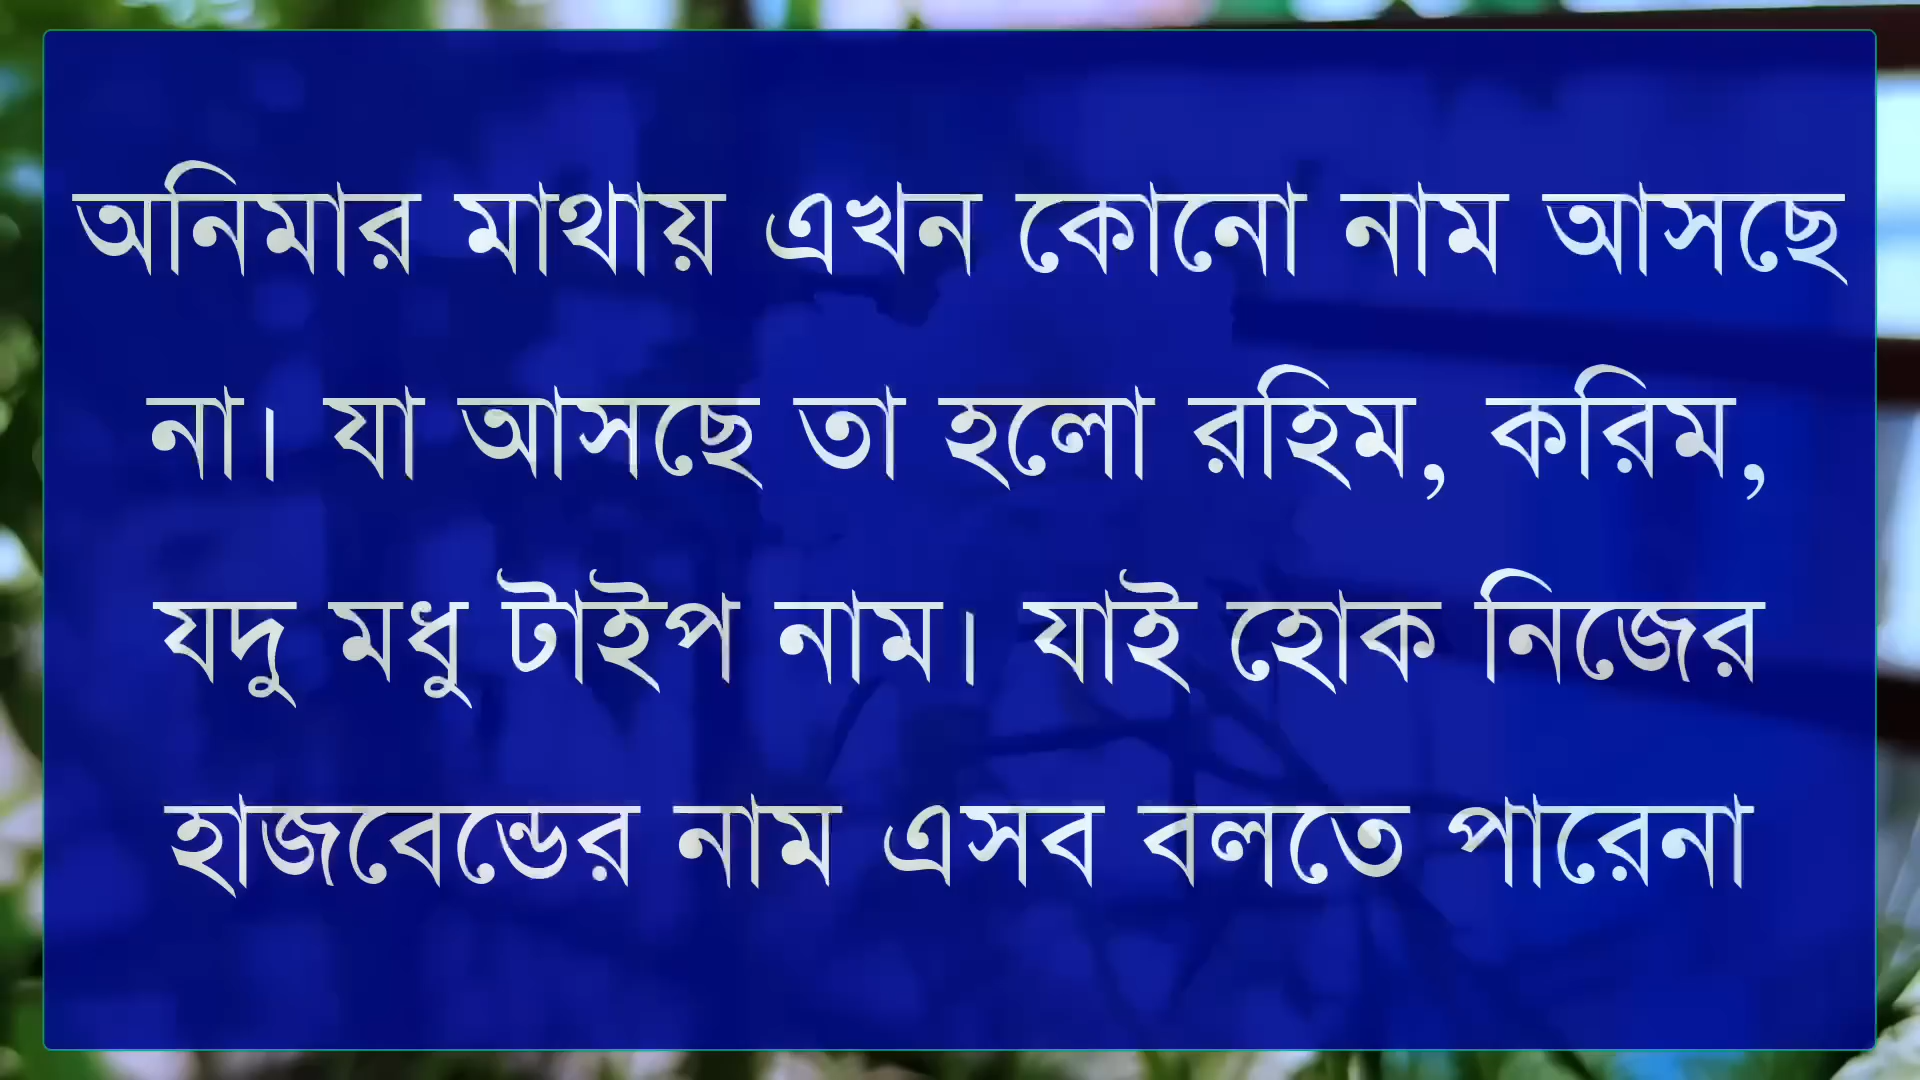 অনিমার মাথায় এখন কোনো নাম আসছে
না। যা আসছে তা হলো রহিম, করিম,
যদু মধু টাইপ নাম। যাই হোক নিজের
হাজবেন্ডের নাম এসব বলতে পারেনা